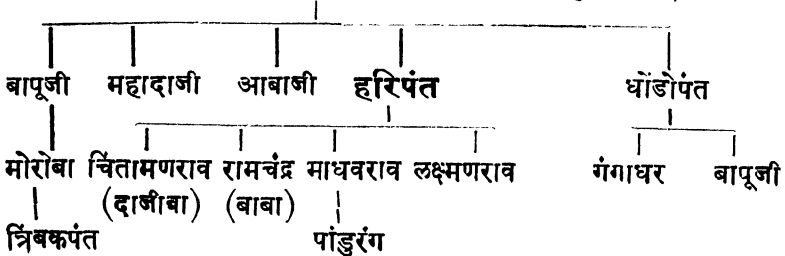 बापूजी महादाजी आबाजी हरिपंत धोंडोपंत
मोरोबा चिंतामणराव रामचंद्र माधवराव लक्ष्मणराव गंगाधर बापूजी
(दाजीबा) (बाबा)
त्रिंबकपंत पांडुरंग